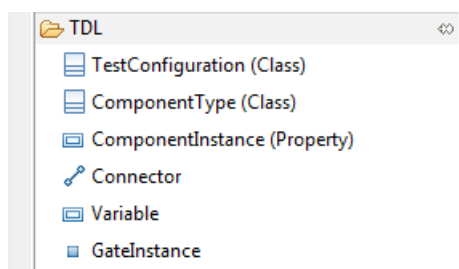 TDL
TestConfiguration (Class)
ComponentType (Class)
ComponentInstance (Property)
Connector
Variable
GateInstance